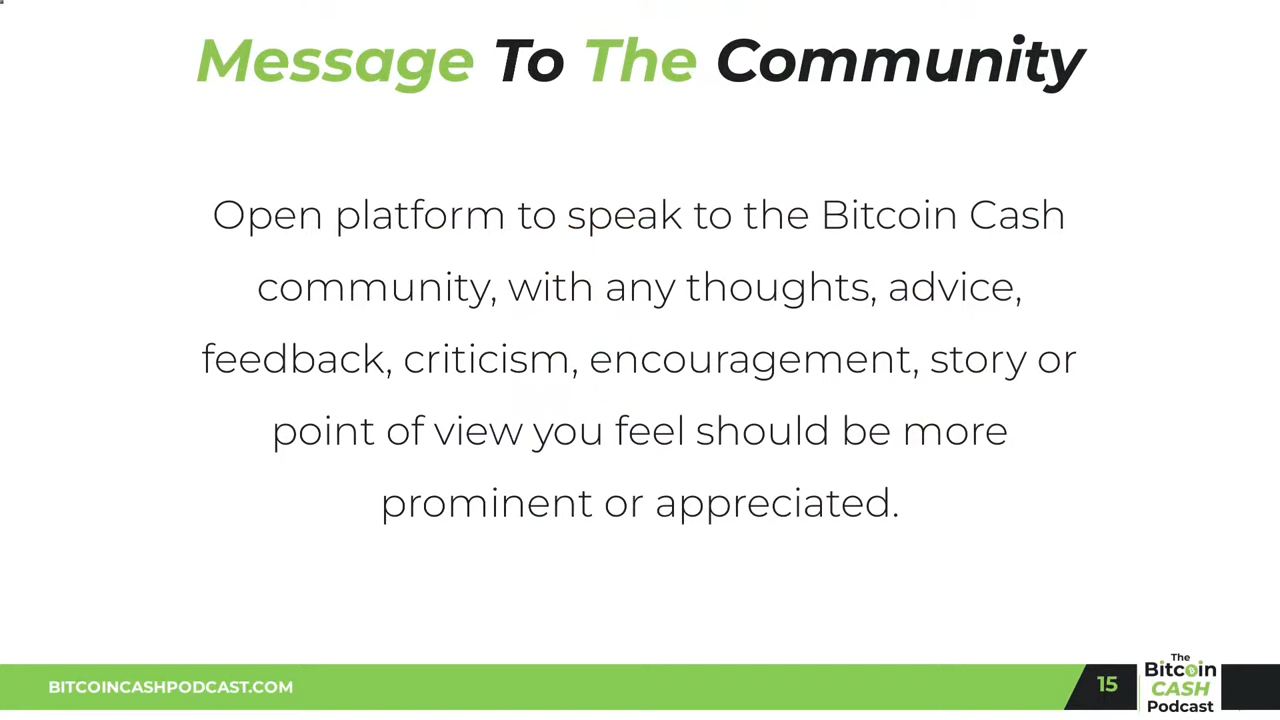 Message To The Community
Open platform to speak to the Bitcoin Cash
community, with any thoughts, advice,
feedback, criticism, encouragement, story or
point of view you feel should be more
prominent or appreciated.
BITCOINCASHPODCAST.COM
15
The
Bitcoin
CASH
Podcast